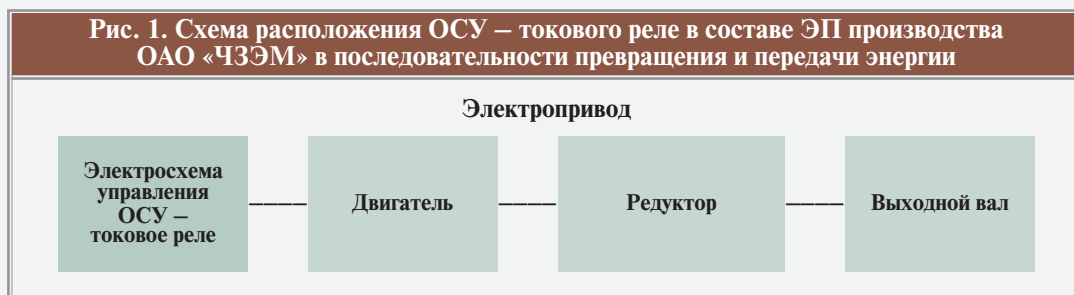 Рис. 1. Схема расположения ОСУ – токового реле в составе ЭП производства
ОАО «ЧЗЭМ» в последовательности превращения и передачи энергии
Электропривод
Электросхема
управления
ОСУ –
токовое реле
Двигатель
Редуктор
Выходной вал